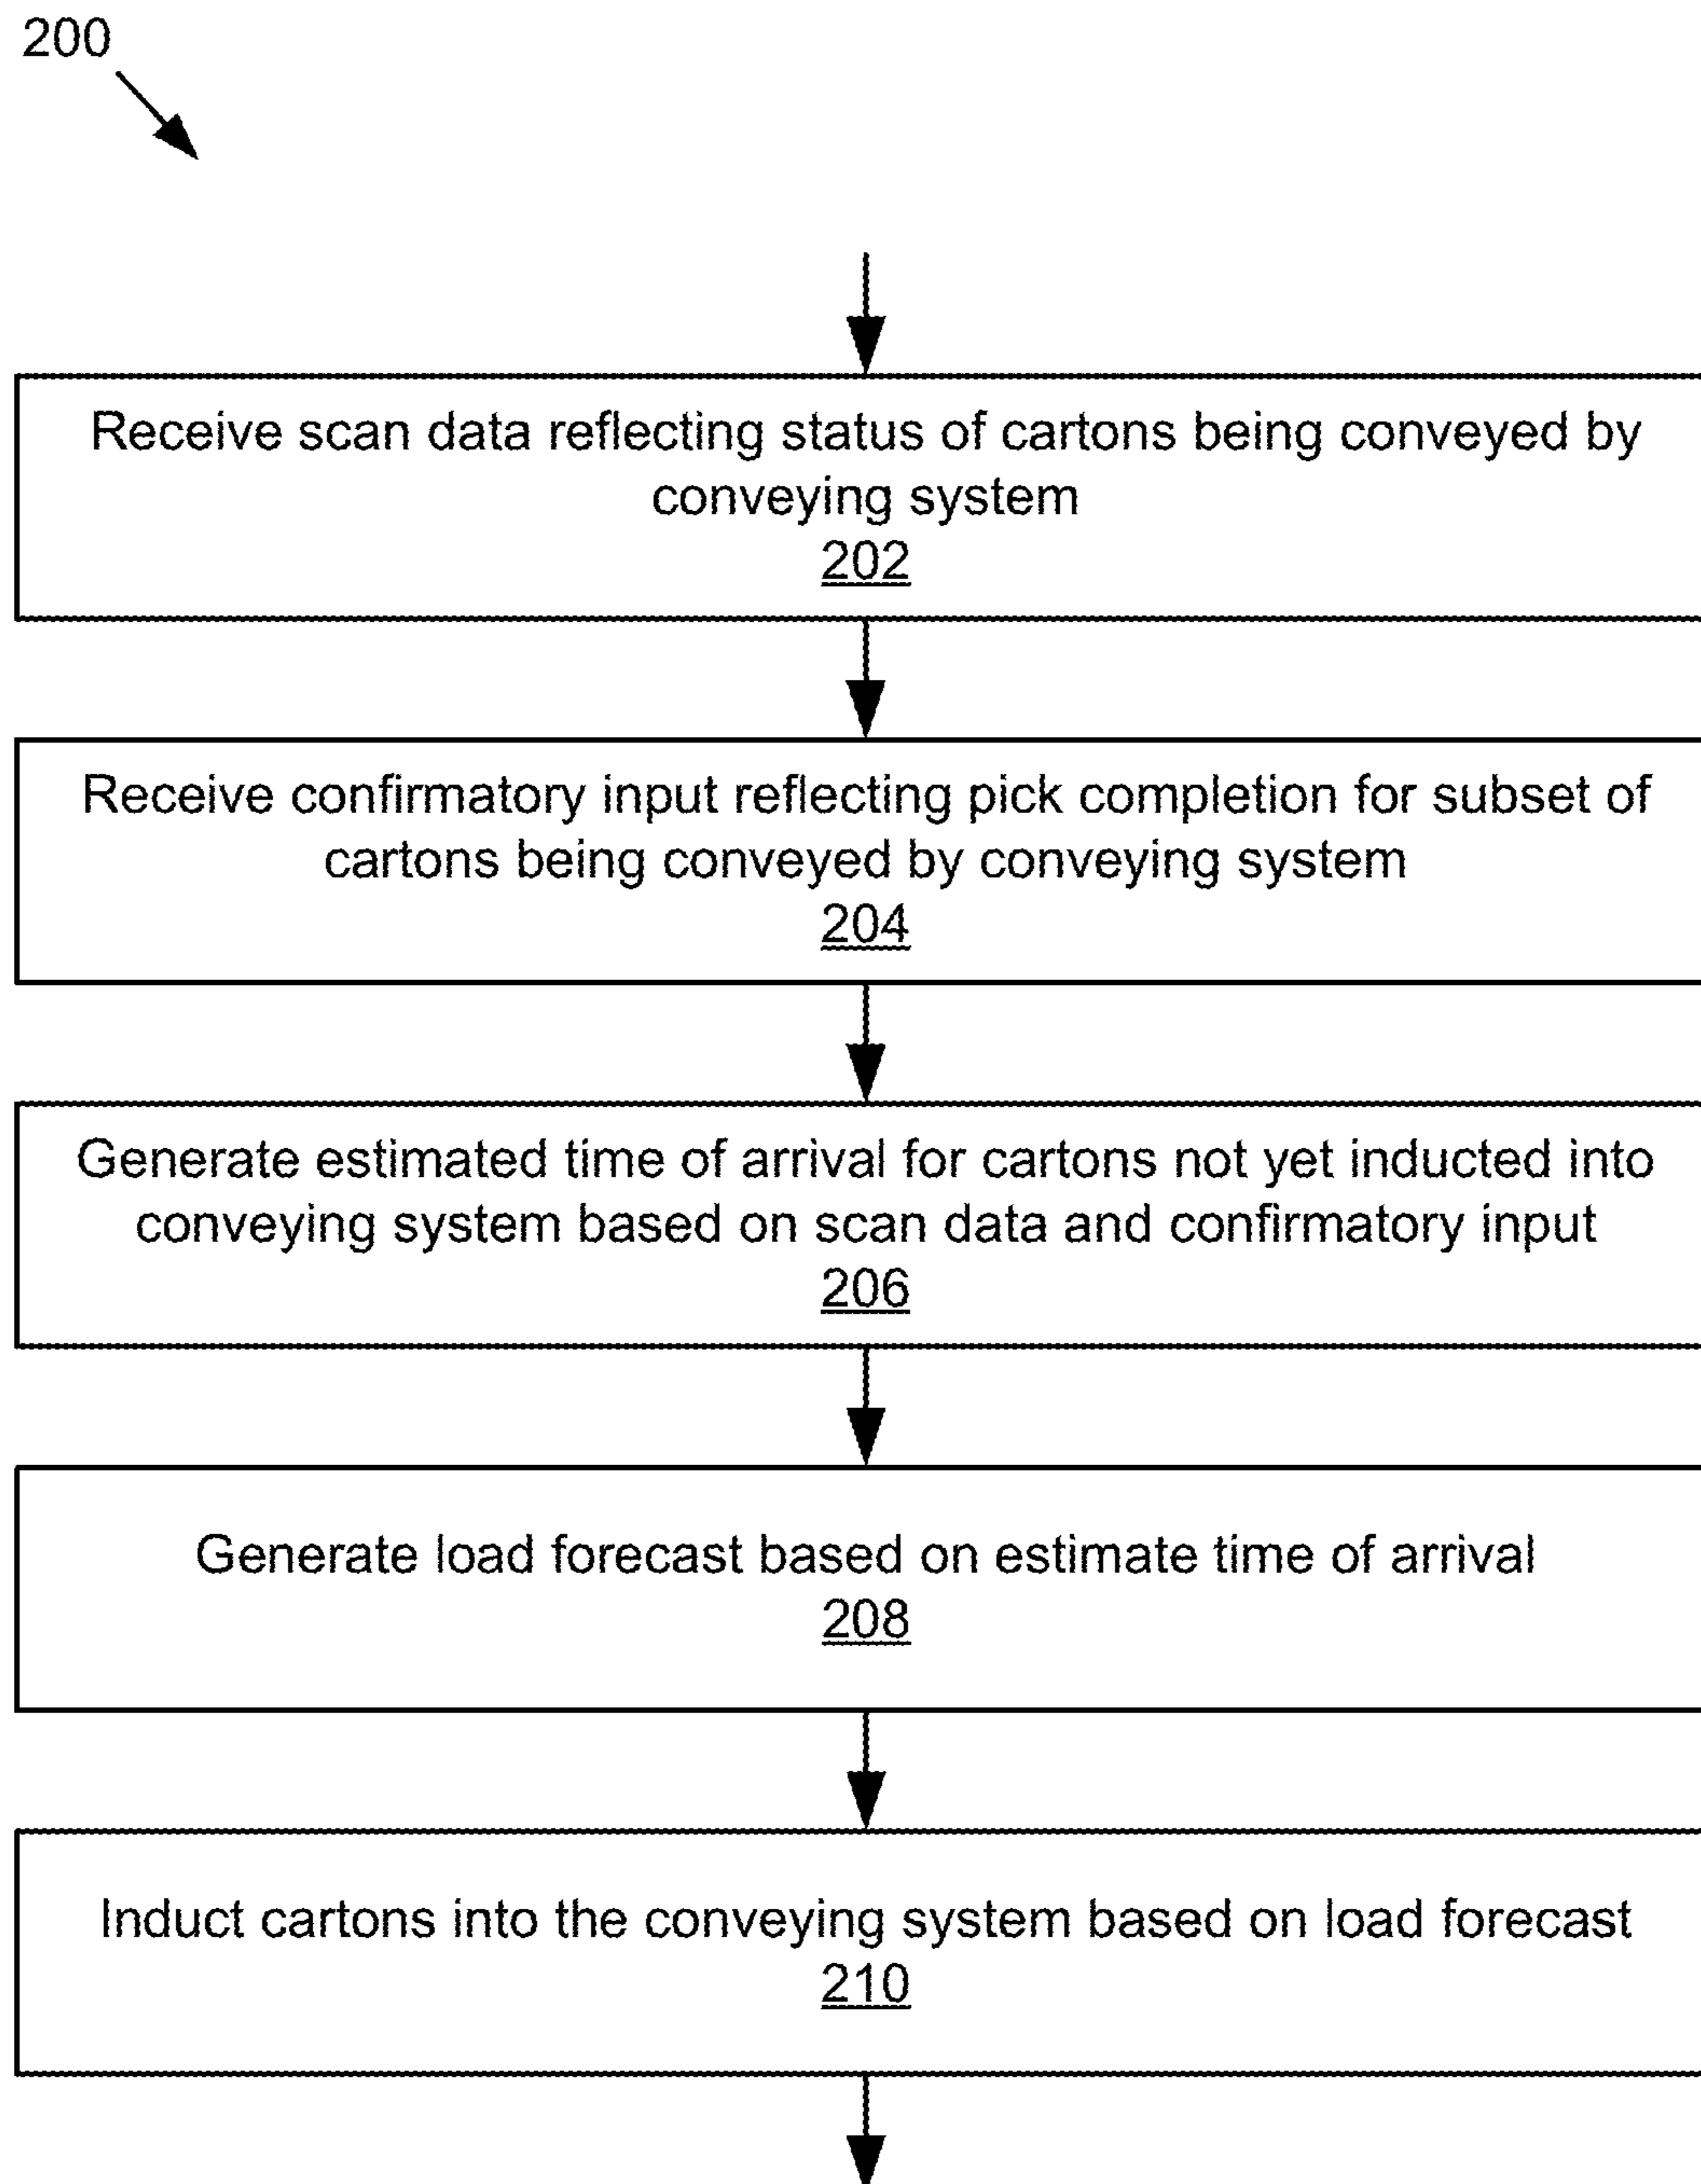 200
Receive scan data reflecting status of cartons being conveyed by
conveying system
202
Receive confirmatory input reflecting pick completion for subset of
cartons being conveyed by conveying system
204
Generate estimated time of arrival for cartons not yet inducted into
conveying system based on scan data and confirmatory input
206
Generate load forecast based on estimate time of arrival
208
Induct cartons into the conveying system based on load forecast
210